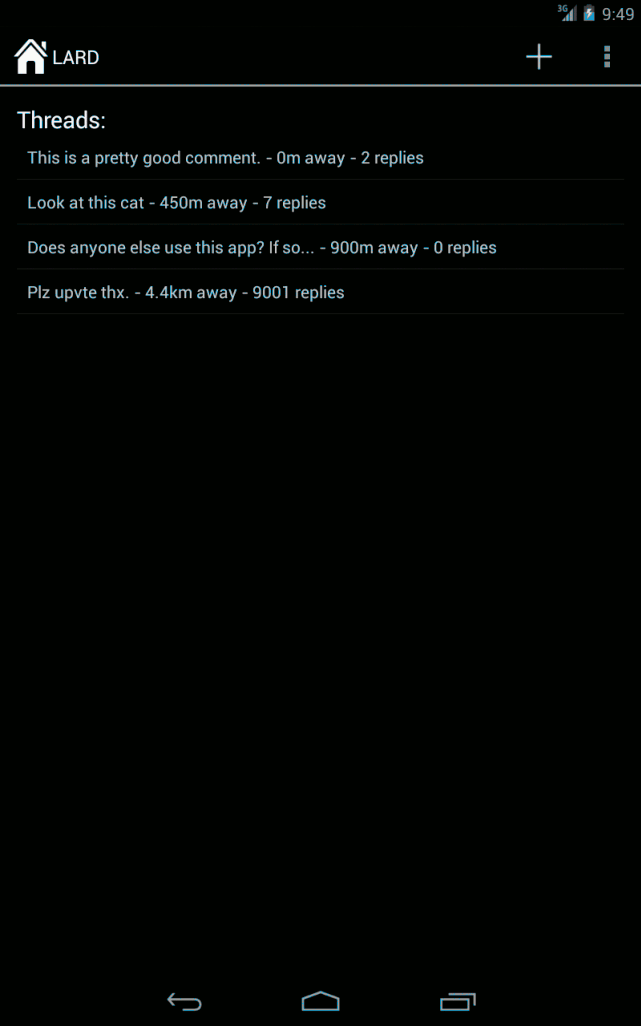 3G 9:49
LARD
Threads:
This is a pretty good comment. - 0m away - 2 replies
Look at this cat - 450m away - 7 replies
Does anyone else use this app? If so... - 900m away - 0 replies
Plz upvte thx. - 4.4km away - 9001 replies